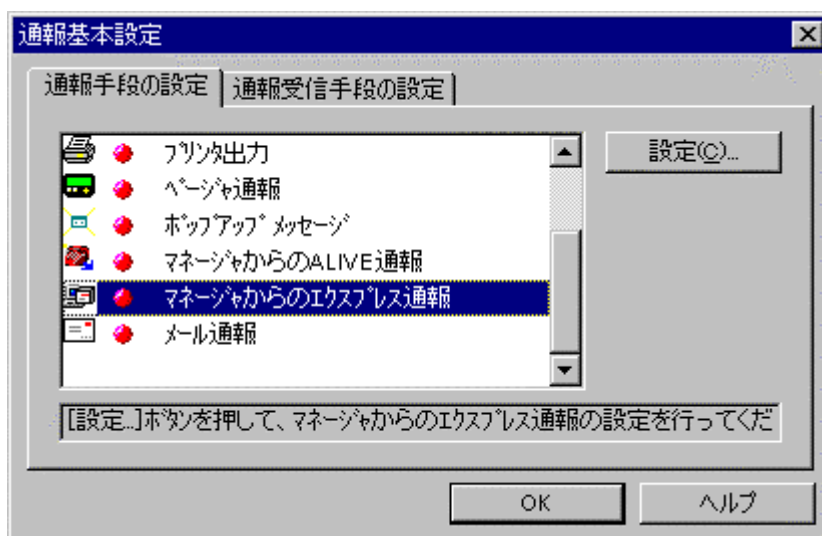 通報基本設定
通報手段の設定 通報受信手段の設定
ﾌﾟﾘﾝﾀ出力
設定(C)...
ﾍﾟｰｼﾞｬ通報
ﾎﾟｯﾌﾟｱｯﾌﾟ ﾒｯｾｰｼﾞ
ﾏﾈｰｼﾞｬからのALIVE通報
ﾏﾈｰｼﾞｬからのｴｸｽﾌﾟﾚｽ通報
ﾒｰﾙ通報
[設定...]ﾎﾞﾀﾝを押して、ﾏﾈｰｼﾞｬからのｴｸｽﾌﾟﾚｽ通報の設定を行ってくだ
OK ヘルプ